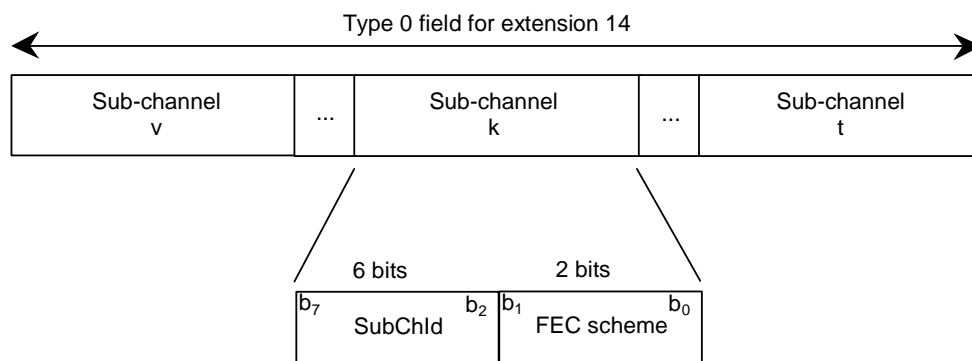 Type 0 field for extension 14
Sub-channel ... Sub-channel ... Sub-channel
v k t
6 bits 2 bits
b7 b2 b1 b0
SubChId FEC scheme